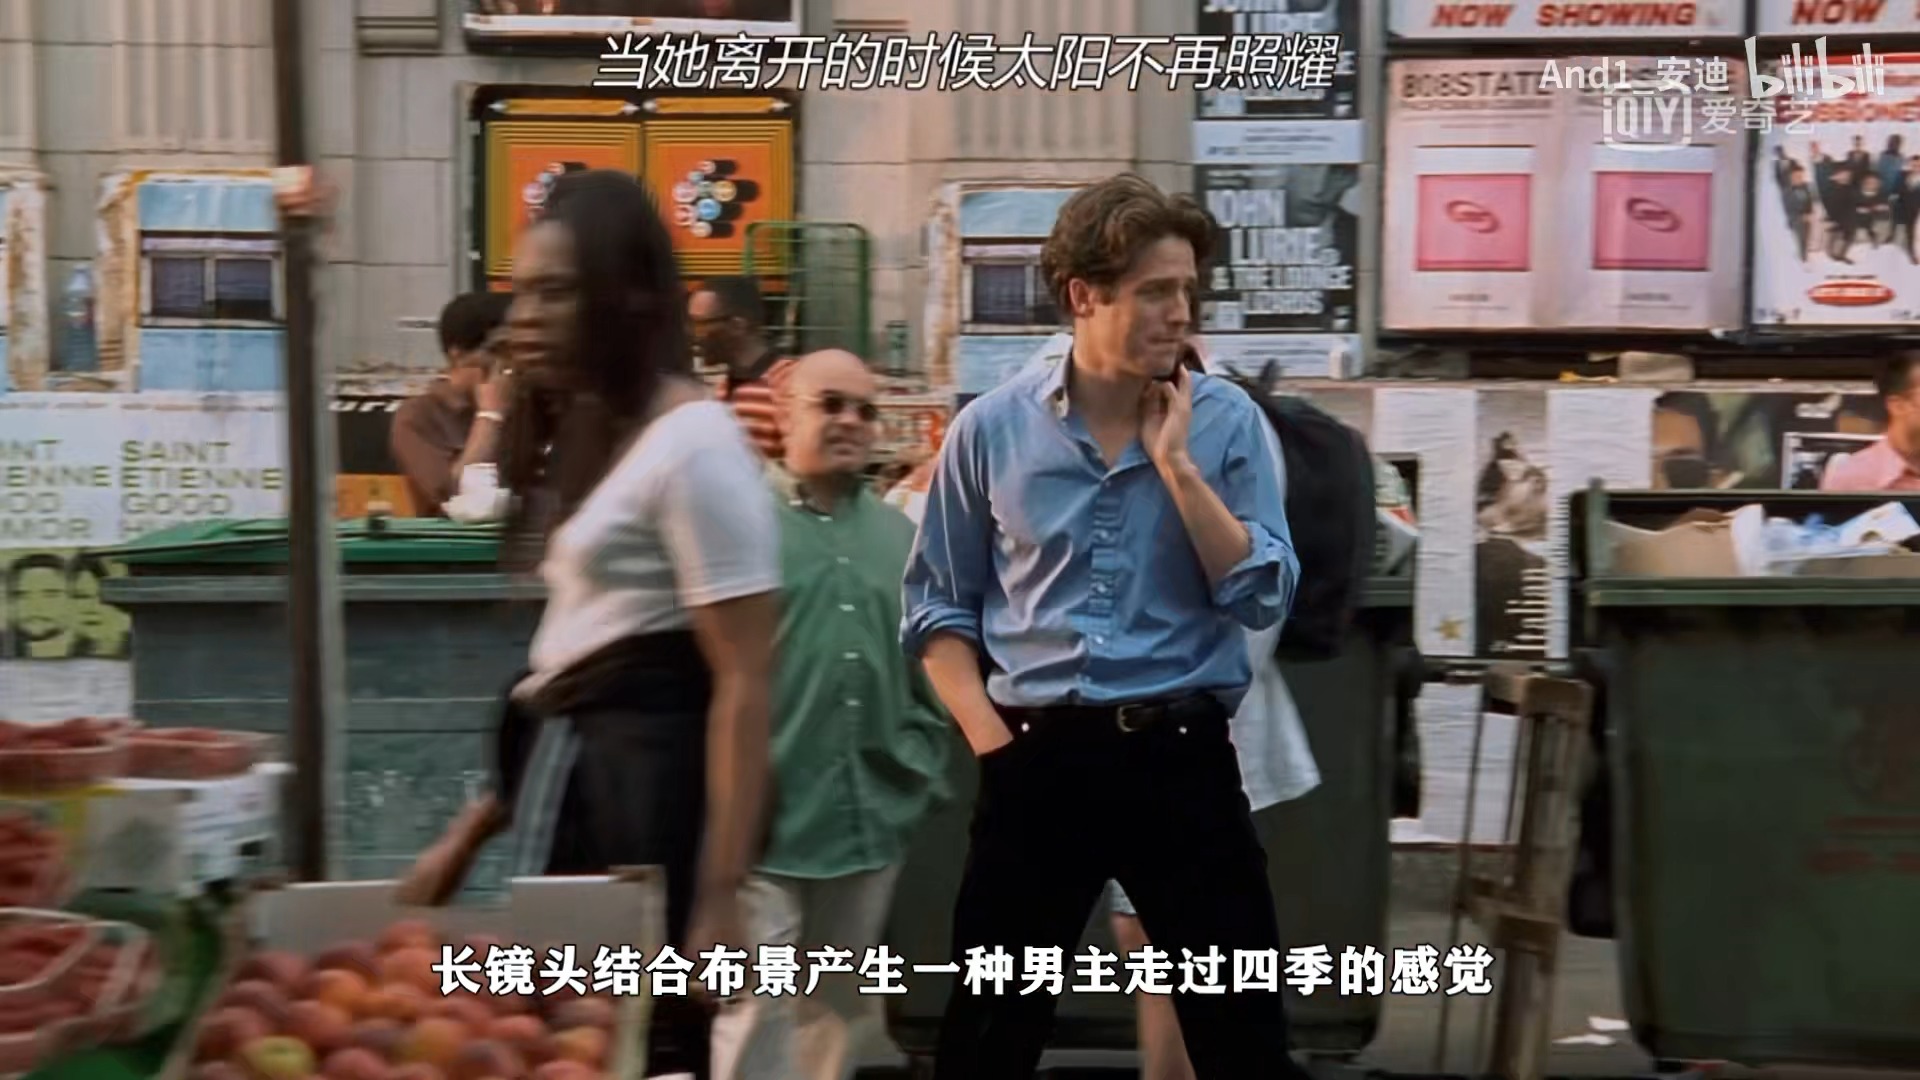 当她离开的时候太阳不再照耀
NOW SHOWING
NOW
And1_安迪 bilibili
iQIYI 爱奇艺
808STATE
JOHN
LURIE
JOHN
LURIE
& THE LOUNGE
LIZARDS
SAINT
ETIENNE
GOOD
Italian
长镜头结合布景产生一种男主走过四季的感觉